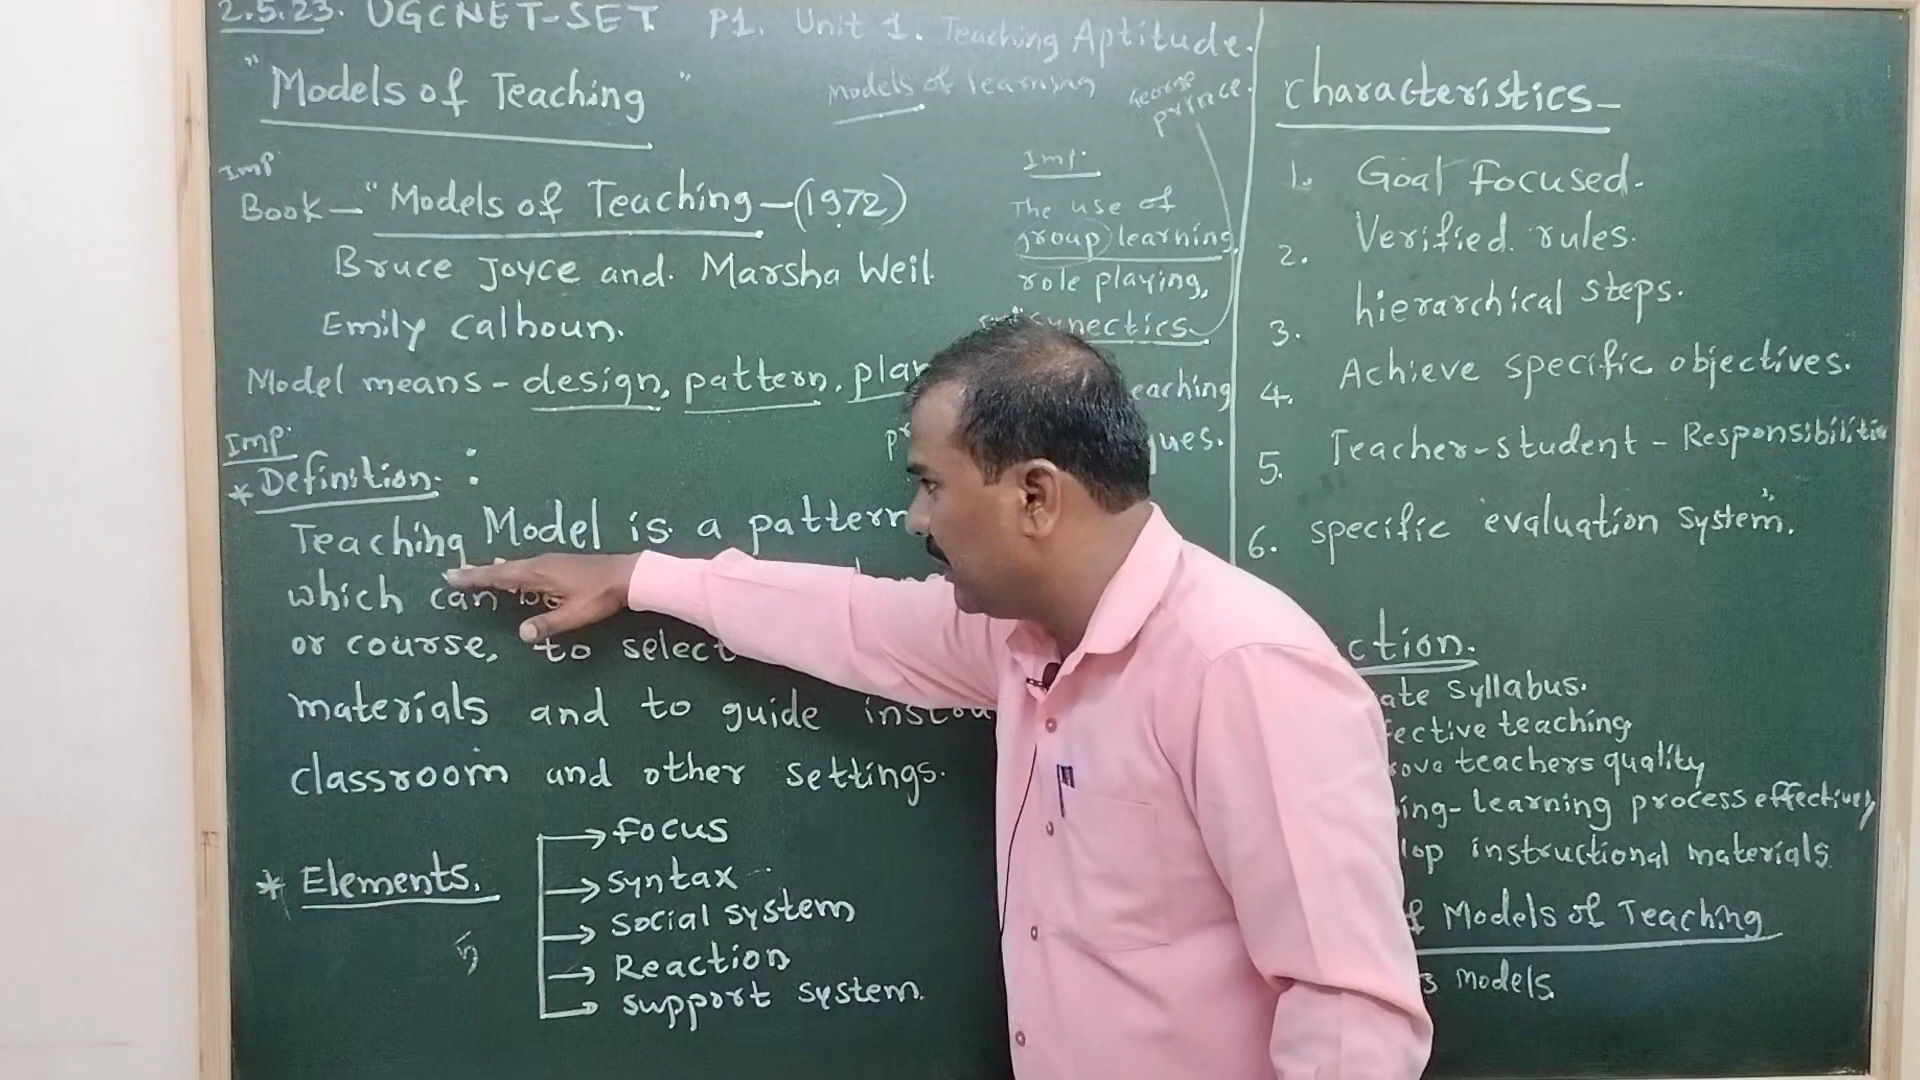 2.5.23. UGCNET-SET P1. Unit 1. Teaching Aptitude.
"Models of Teaching"
Models of learning
George prince.
Imp
Book - "Models of Teaching - (1972)
Bruce Joyce and. Marsha Weil.
Emily Calhoun.
Model means - design, pattern, plan
Imp.
* Definition. :
Teaching Model is a pattern
which can be
or course, to select
materials and to guide
classroom and other settings.
* Elements.
5
→ focus
→ syntax
→ social system
→ Reaction
→ support system.
Imp.
The use of
group learning,
role playing,
characteristics -
1. Goal focused.
2. Verified. rules.
3. hierarchical steps.
4. Achieve specific objectives.
5. Teacher-student -
6. specific evaluation system.
syllabus.
teaching
teachers quality
learning process
instructional materials.
Models of Teaching
models.